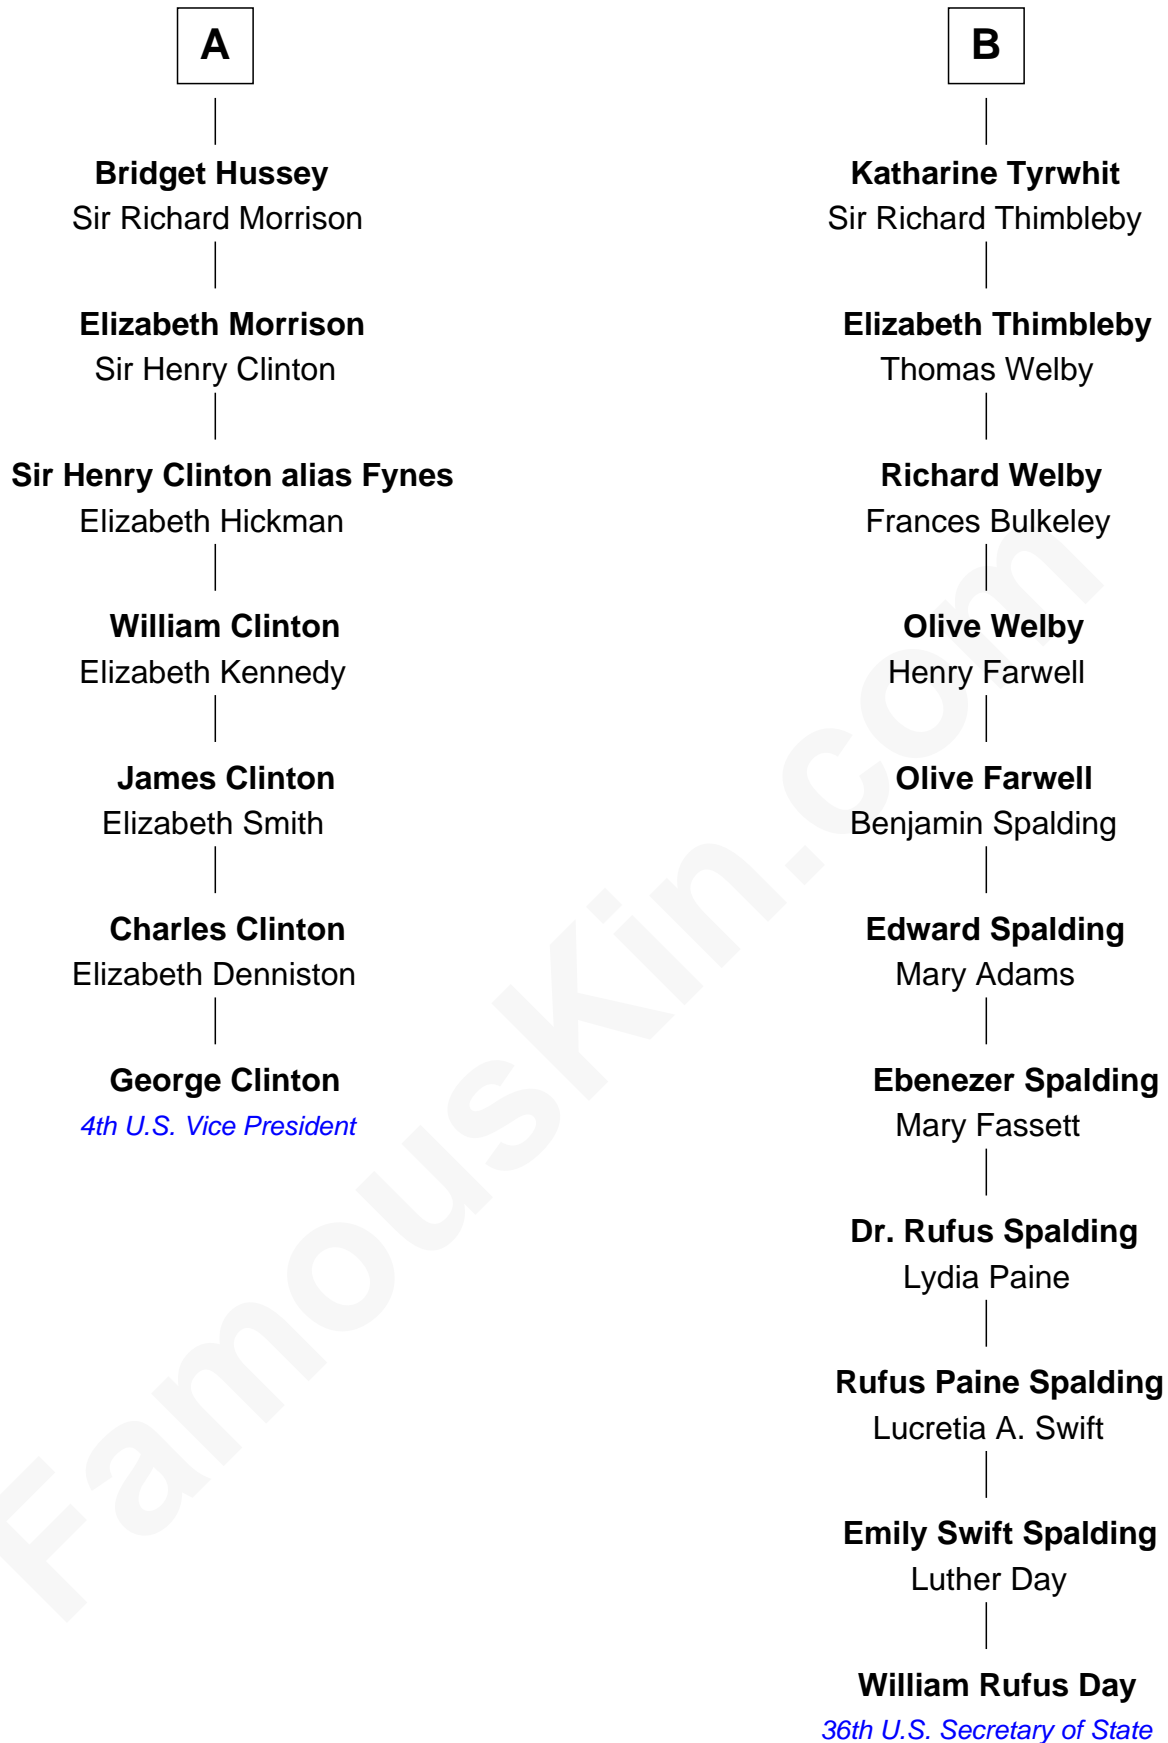 A
Bridget Hussey
Sir Richard Morrison
Elizabeth Morrison
Sir Henry Clinton
Sir Henry Clinton alias Fynes
Elizabeth Hickman
William Clinton
Elizabeth Kennedy
James Clinton
Elizabeth Smith
Charles Clinton
Elizabeth Denniston
George Clinton
4th U.S. Vice President
B
Katharine Tyrwhit
Sir Richard Thimbleby
Elizabeth Thimbleby
Thomas Welby
Richard Welby
Frances Bulkeley
Olive Welby
Henry Farwell
Olive Farwell
Benjamin Spalding
Edward Spalding
Mary Adams
Ebenezer Spalding
Mary Fassett
Dr. Rufus Spalding
Lydia Paine
Rufus Paine Spalding
Lucretia A. Swift
Emily Swift Spalding
Luther Day
William Rufus Day
36th U.S. Secretary of State
FamousKin.com